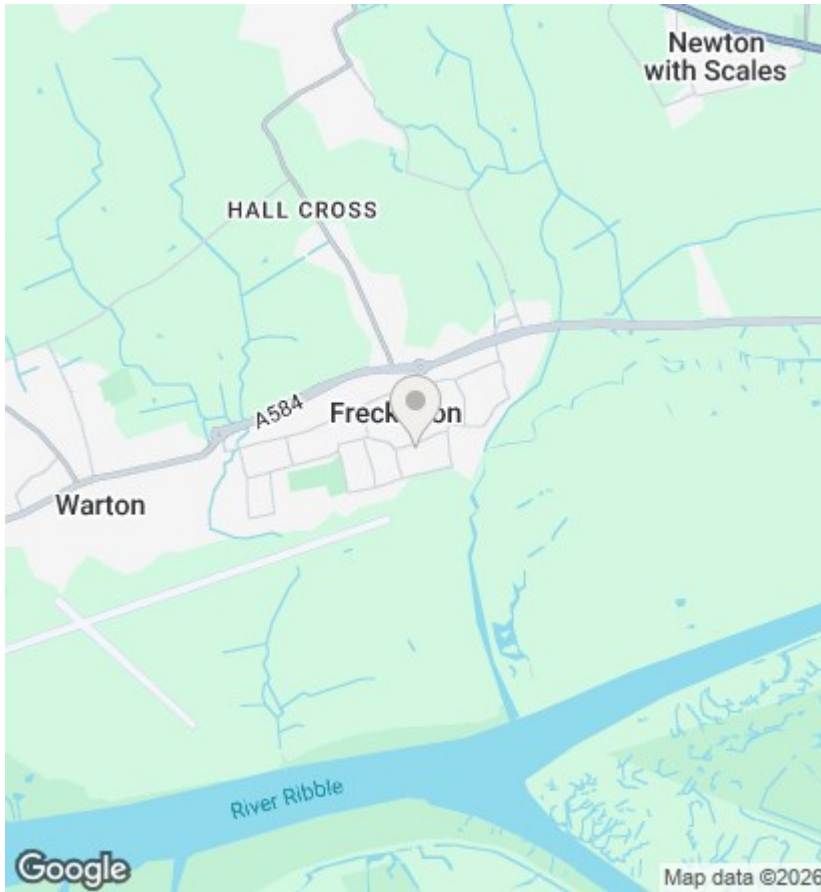 Newton
with Scales
HALL CROSS
A584
Freck on
Warton
River Ribble
Google
Map data ©2026